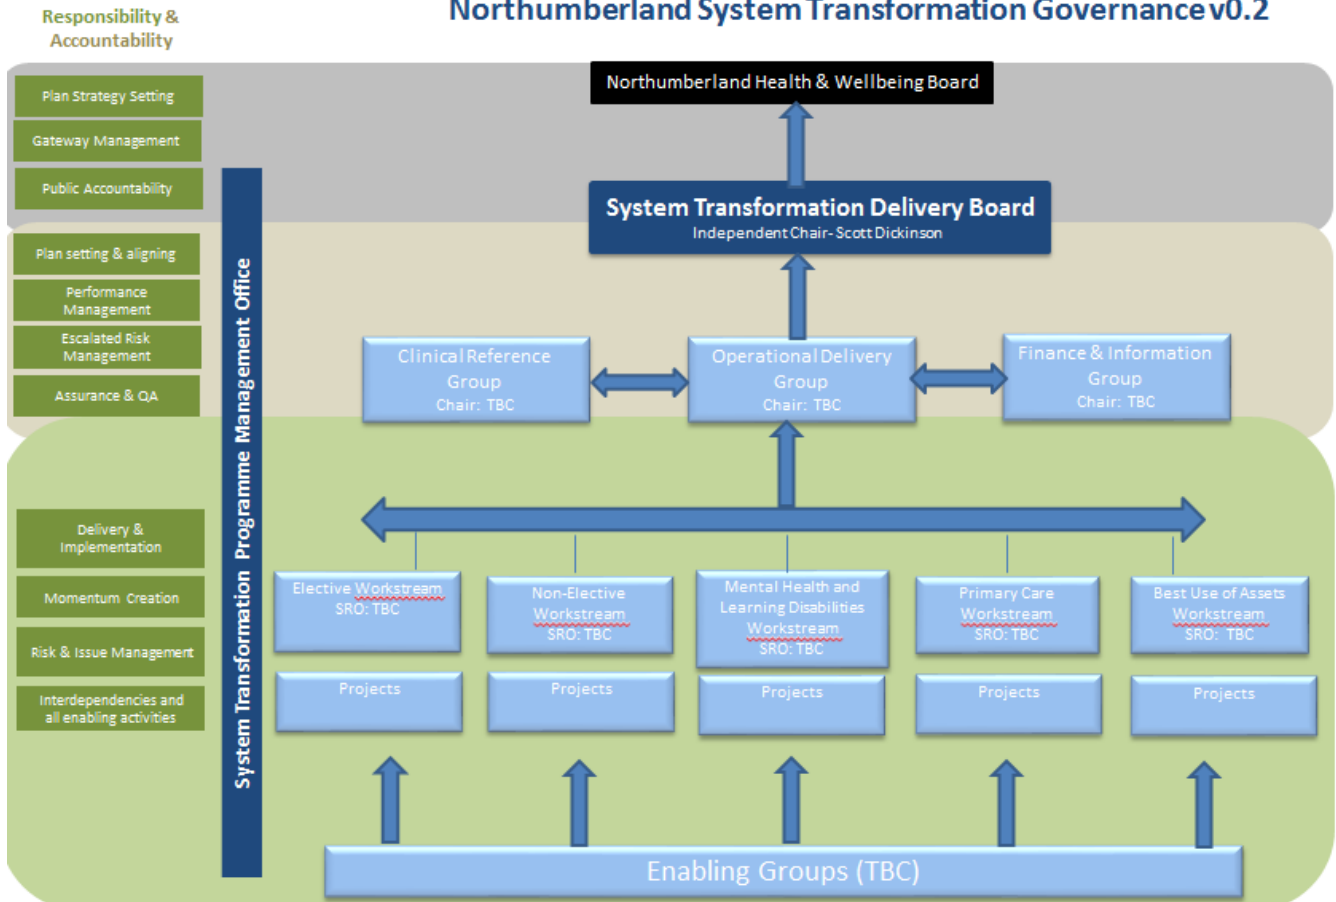 Northumberland System Transformation Governance v0.2
Responsibility &
Accountability
Plan Strategy Setting
Gateway Management
Public Accountability
Plan setting & aligning
Performance
Management
Escalated Risk
Management
Assurance & QA
Delivery &
Implementation
Momentum Creation
Risk & Issue Management
Interdependencies and
all enabling activities
System Transformation Programme Management Office
Northumberland Health & Wellbeing Board
System Transformation Delivery Board
Independent Chair- Scott Dickinson
Clinical Reference
Group
Chair: TBC
Operational Delivery
Group
Chair: TBC
Finance & Information
Group
Chair: TBC
Elective Workstream
SRO: TBC
Non-Elective
Workstream
SRO: TBC
Mental Health and
Learning Disabilities
Workstream
SRO: TBC
Primary Care
Workstream
SRO: TBC
Best Use of Assets
Workstream
SRO: TBC
Projects
Projects
Projects
Projects
Projects
Enabling Groups (TBC)